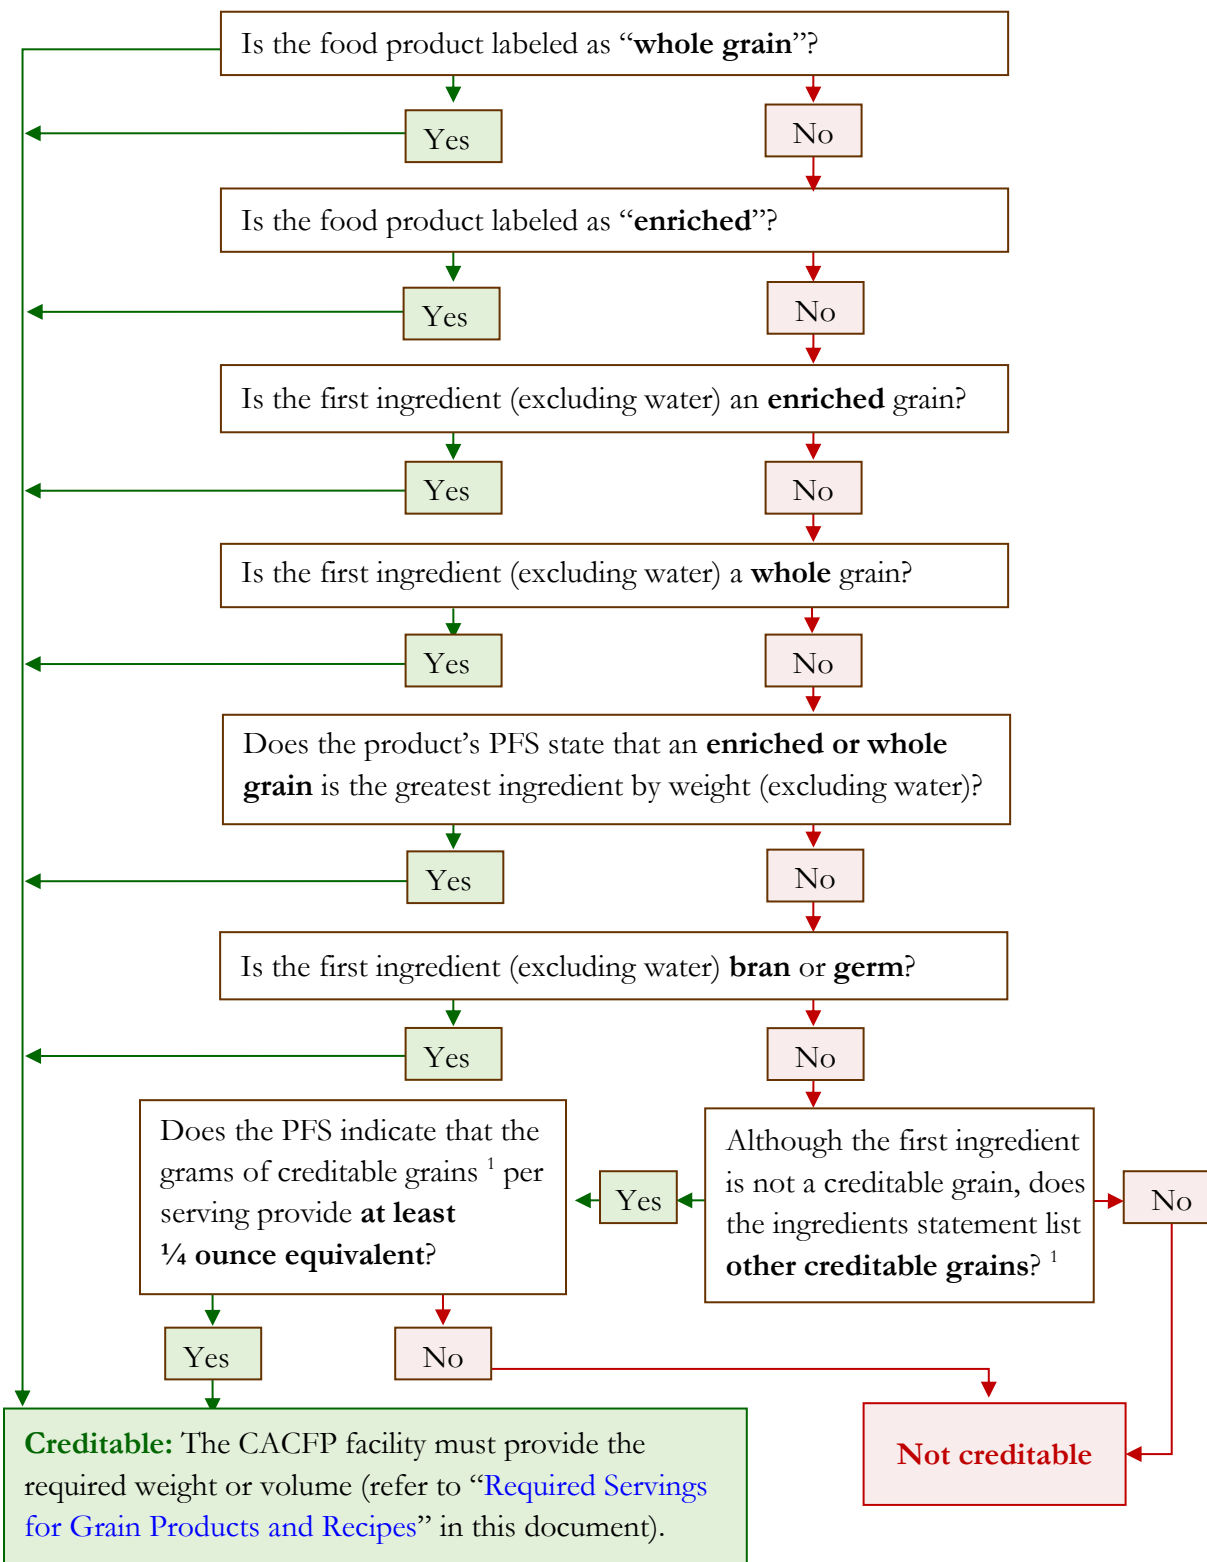 Is the food product labeled as “whole grain”?
Yes
No
Is the food product labeled as “enriched”?
Yes
No
Is the first ingredient (excluding water) an enriched grain?
Yes
No
Is the first ingredient (excluding water) a whole grain?
Yes
No
Does the product’s PFS state that an enriched or whole
grain is the greatest ingredient by weight (excluding water)?
Yes
No
Is the first ingredient (excluding water) bran or germ?
Yes
No
Does the PFS indicate that the
grams of creditable grains ¹ per
serving provide at least
¼ ounce equivalent?
Yes
Although the first ingredient
is not a creditable grain, does
the ingredients statement list
other creditable grains? ¹
No
Yes
No
Creditable: The CACFP facility must provide the
required weight or volume (refer to “Required Servings
for Grain Products and Recipes” in this document).
Not creditable